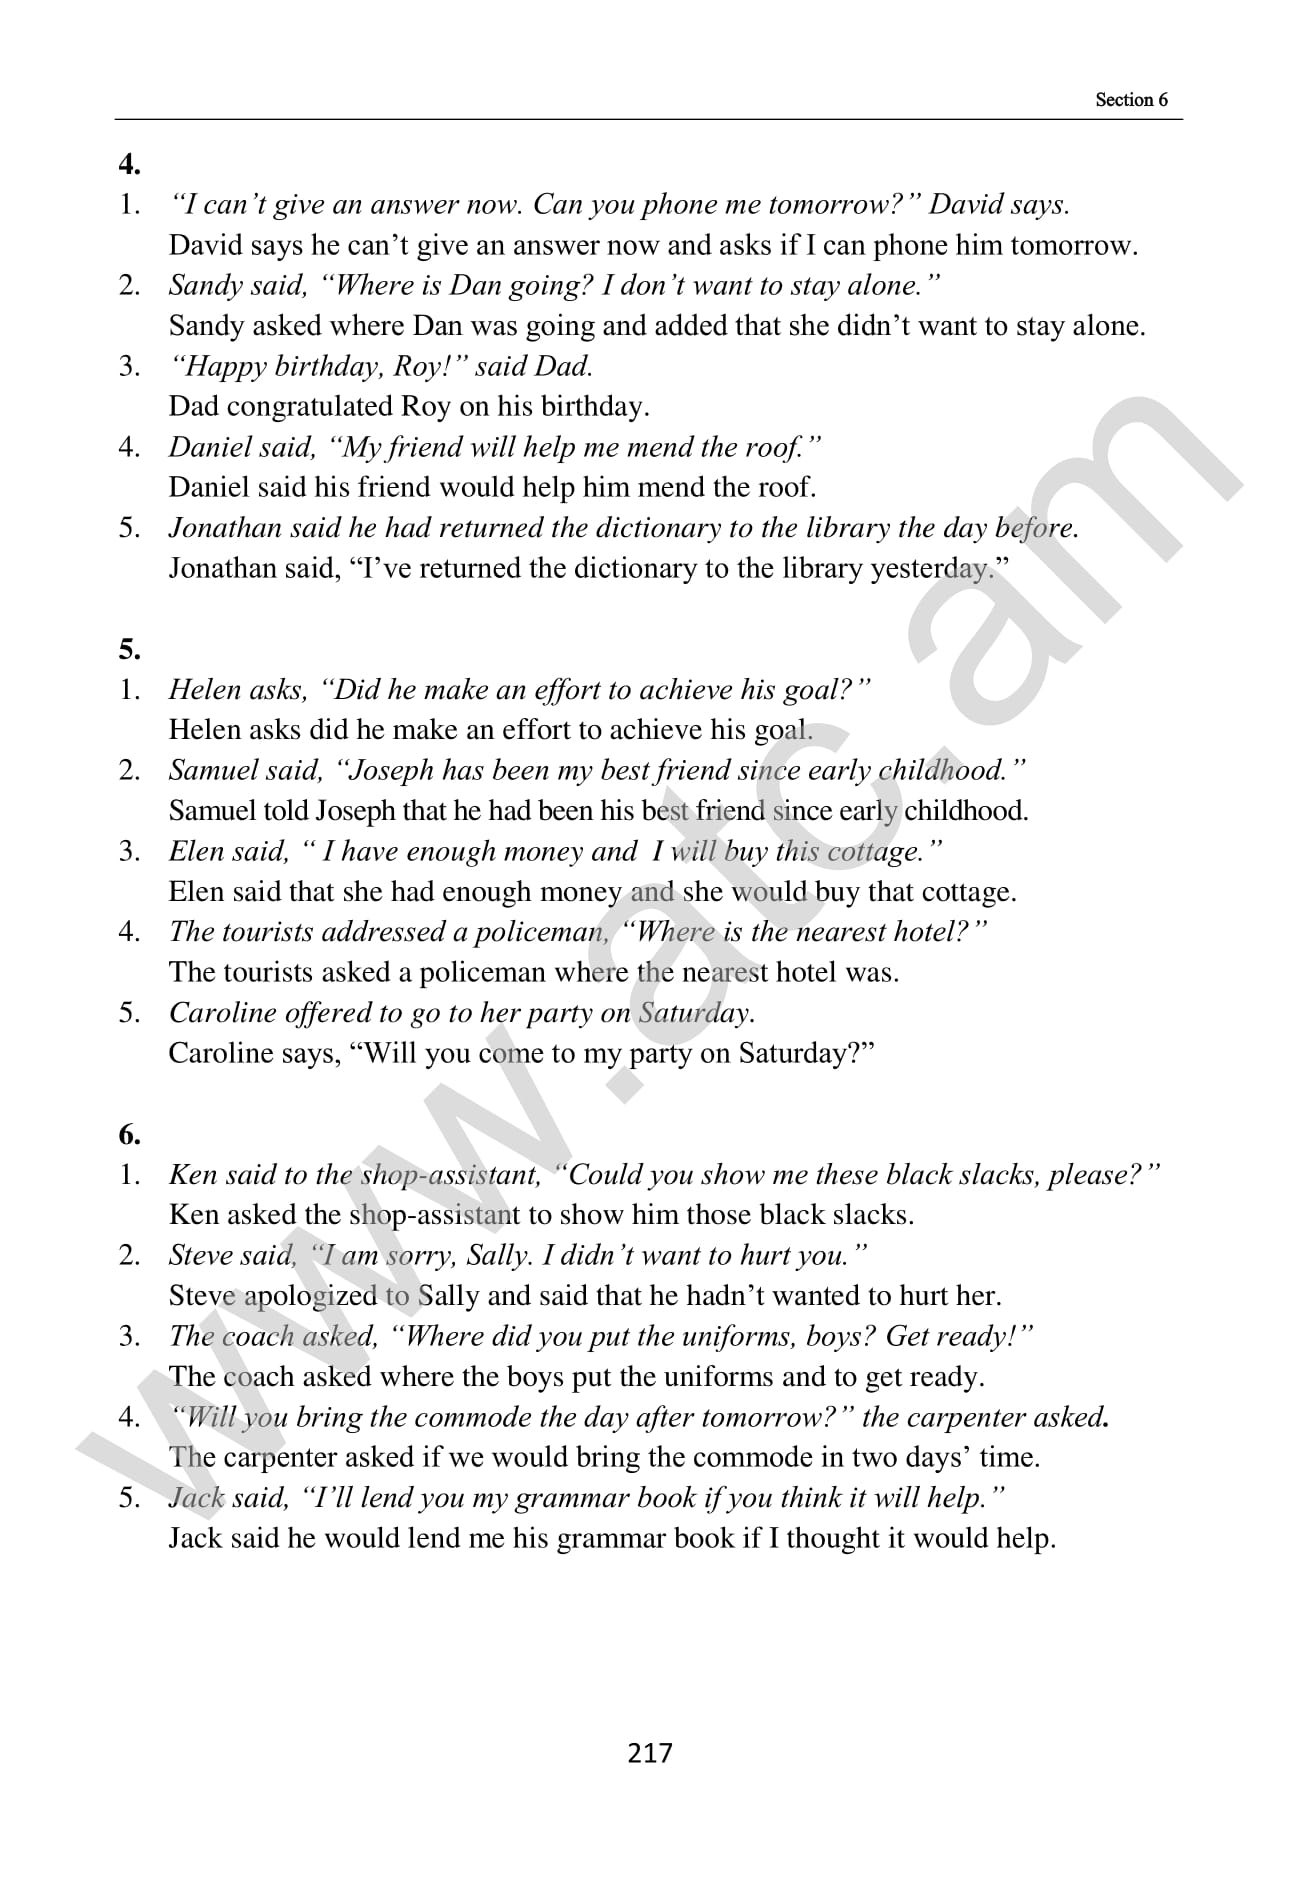 Section 6
4.
1. “I can’t give an answer now. Can you phone me tomorrow?” David says.
David says he can’t give an answer now and asks if I can phone him tomorrow.
2. Sandy said, “Where is Dan going? I don’t want to stay alone.”
Sandy asked where Dan was going and added that she didn’t want to stay alone.
3. “Happy birthday, Roy!” said Dad.
Dad congratulated Roy on his birthday.
4. Daniel said, “My friend will help me mend the roof.”
Daniel said his friend would help him mend the roof.
5. Jonathan said he had returned the dictionary to the library the day before.
Jonathan said, “I’ve returned the dictionary to the library yesterday.”
5.
1. Helen asks, “Did he make an effort to achieve his goal?”
Helen asks did he make an effort to achieve his goal.
2. Samuel said, “Joseph has been my best friend since early childhood.”
Samuel told Joseph that he had been his best friend since early childhood.
3. Elen said, “ I have enough money and I will buy this cottage.”
Elen said that she had enough money and she would buy that cottage.
4. The tourists addressed a policeman, “Where is the nearest hotel?”
The tourists asked a policeman where the nearest hotel was.
5. Caroline offered to go to her party on Saturday.
Caroline says, “Will you come to my party on Saturday?”
6.
1. Ken said to the shop-assistant, “Could you show me these black slacks, please?”
Ken asked the shop-assistant to show him those black slacks.
2. Steve said, “I am sorry, Sally. I didn’t want to hurt you.”
Steve apologized to Sally and said that he hadn’t wanted to hurt her.
3. The coach asked, “Where did you put the uniforms, boys? Get ready!”
The coach asked where the boys put the uniforms and to get ready.
4. “Will you bring the commode the day after tomorrow?” the carpenter asked.
The carpenter asked if we would bring the commode in two days’ time.
5. Jack said, “I’ll lend you my grammar book if you think it will help.”
Jack said he would lend me his grammar book if I thought it would help.
217
www.atc.am